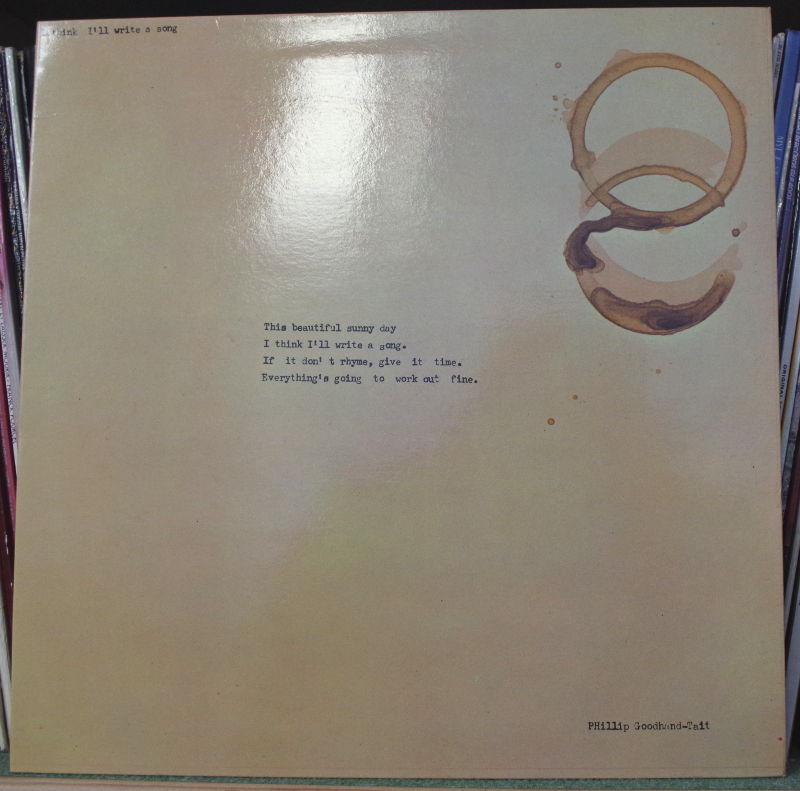 I think I'll write a song
This beautiful sunny day
I think I'll write a song.
If it don't rhyme, give it time.
Everything's going to work out fine.
PHillip Goodhand-Tait